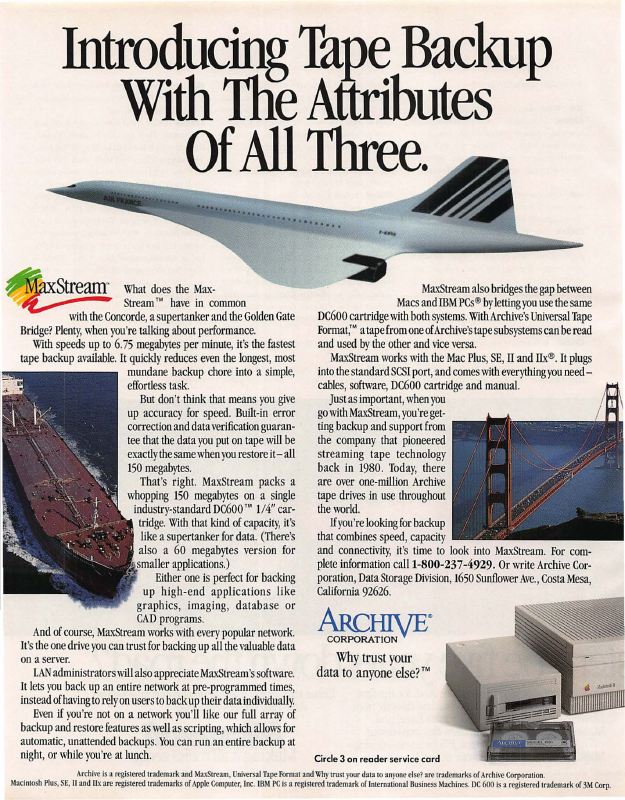 Introducing Tape Backup
With The Attributes
Of All Three.
AIR FRANCE
MaxStream™
What does the Max-
Stream™ have in common
with the Concorde, a supertanker and the Golden Gate
Bridge? Plenty, when you're talking about performance.
With speeds up to 6.75 megabytes per minute, it's the fastest
tape backup available. It quickly reduces even the longest, most
mundane backup chore into a simple,
effortless task.
But don't think that means you give
up accuracy for speed. Built-in error
correction and data verification guaran-
tee that the data you put on tape will be
exactly the same when you restore it – all
150 megabytes.
That's right. MaxStream packs a
whopping 150 megabytes on a single
industry-standard DC600™ 1/4" car-
tridge. With that kind of capacity, it's
like a supertanker for data. (There's
also a 60 megabyte version for
smaller applications.)
Either one is perfect for backing
up high-end applications like
graphics, imaging, database or
CAD programs.
And of course, MaxStream works with every popular network.
It's the one drive you can trust for backing up all the valuable data
on a server.
LAN administrators will also appreciate MaxStream's software.
It lets you back up an entire network at pre-programmed times,
instead of having to rely on users to back up their data individually.
Even if you're not on a network you'll like our full array of
backup and restore features as well as scripting, which allows for
automatic, unattended backups. You can run an entire backup at
night, or while you're at lunch.
MaxStream also bridges the gap between
Macs and IBM PCs® by letting you use the same
DC600 cartridge with both systems. With Archive's Universal Tape
Format,™ a tape from one of Archive's tape subsystems can be read
and used by the other and vice versa.
MaxStream works with the Mac Plus, SE, II and IIx®. It plugs
into the standard SCSI port, and comes with everything you need –
cables, software, DC600 cartridge and manual.
Just as important, when you
go with MaxStream, you're get-
ting backup and support from
the company that pioneered
streaming tape technology
back in 1980. Today, there
are over one-million Archive
tape drives in use throughout
the world.
If you're looking for backup
that combines speed, capacity
and connectivity, it's time to look into MaxStream. For com-
plete information call 1-800-237-4929. Or write Archive Cor-
poration, Data Storage Division, 1650 Sunflower Ave., Costa Mesa,
California 92626.
ARCHIVE®
CORPORATION
Why trust your
data to anyone else?™
ARCHIVE
Circle 3 on reader service card
Archive is a registered trademark and MaxStream, Universal Tape Format and Why trust your data to anyone else? are trademarks of Archive Corporation.
Macintosh Plus, SE, II and IIx are registered trademarks of Apple Computer, Inc. IBM PC is a registered trademark of International Business Machines. DC 600 is a registered trademark of 3M Corp.